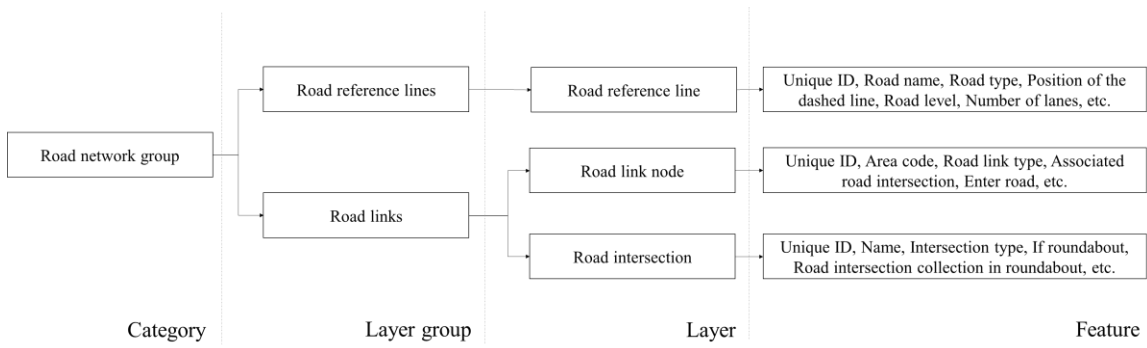 Road network group
Road reference lines
Road links
Road reference line
Road link node
Road intersection
Unique ID, Road name, Road type, Position of the
dashed line, Road level, Number of lanes, etc.
Unique ID, Area code, Road link type, Associated
road intersection, Enter road, etc.
Unique ID, Name, Intersection type, If roundabout,
Road intersection collection in roundabout, etc.
Category
Layer group
Layer
Feature